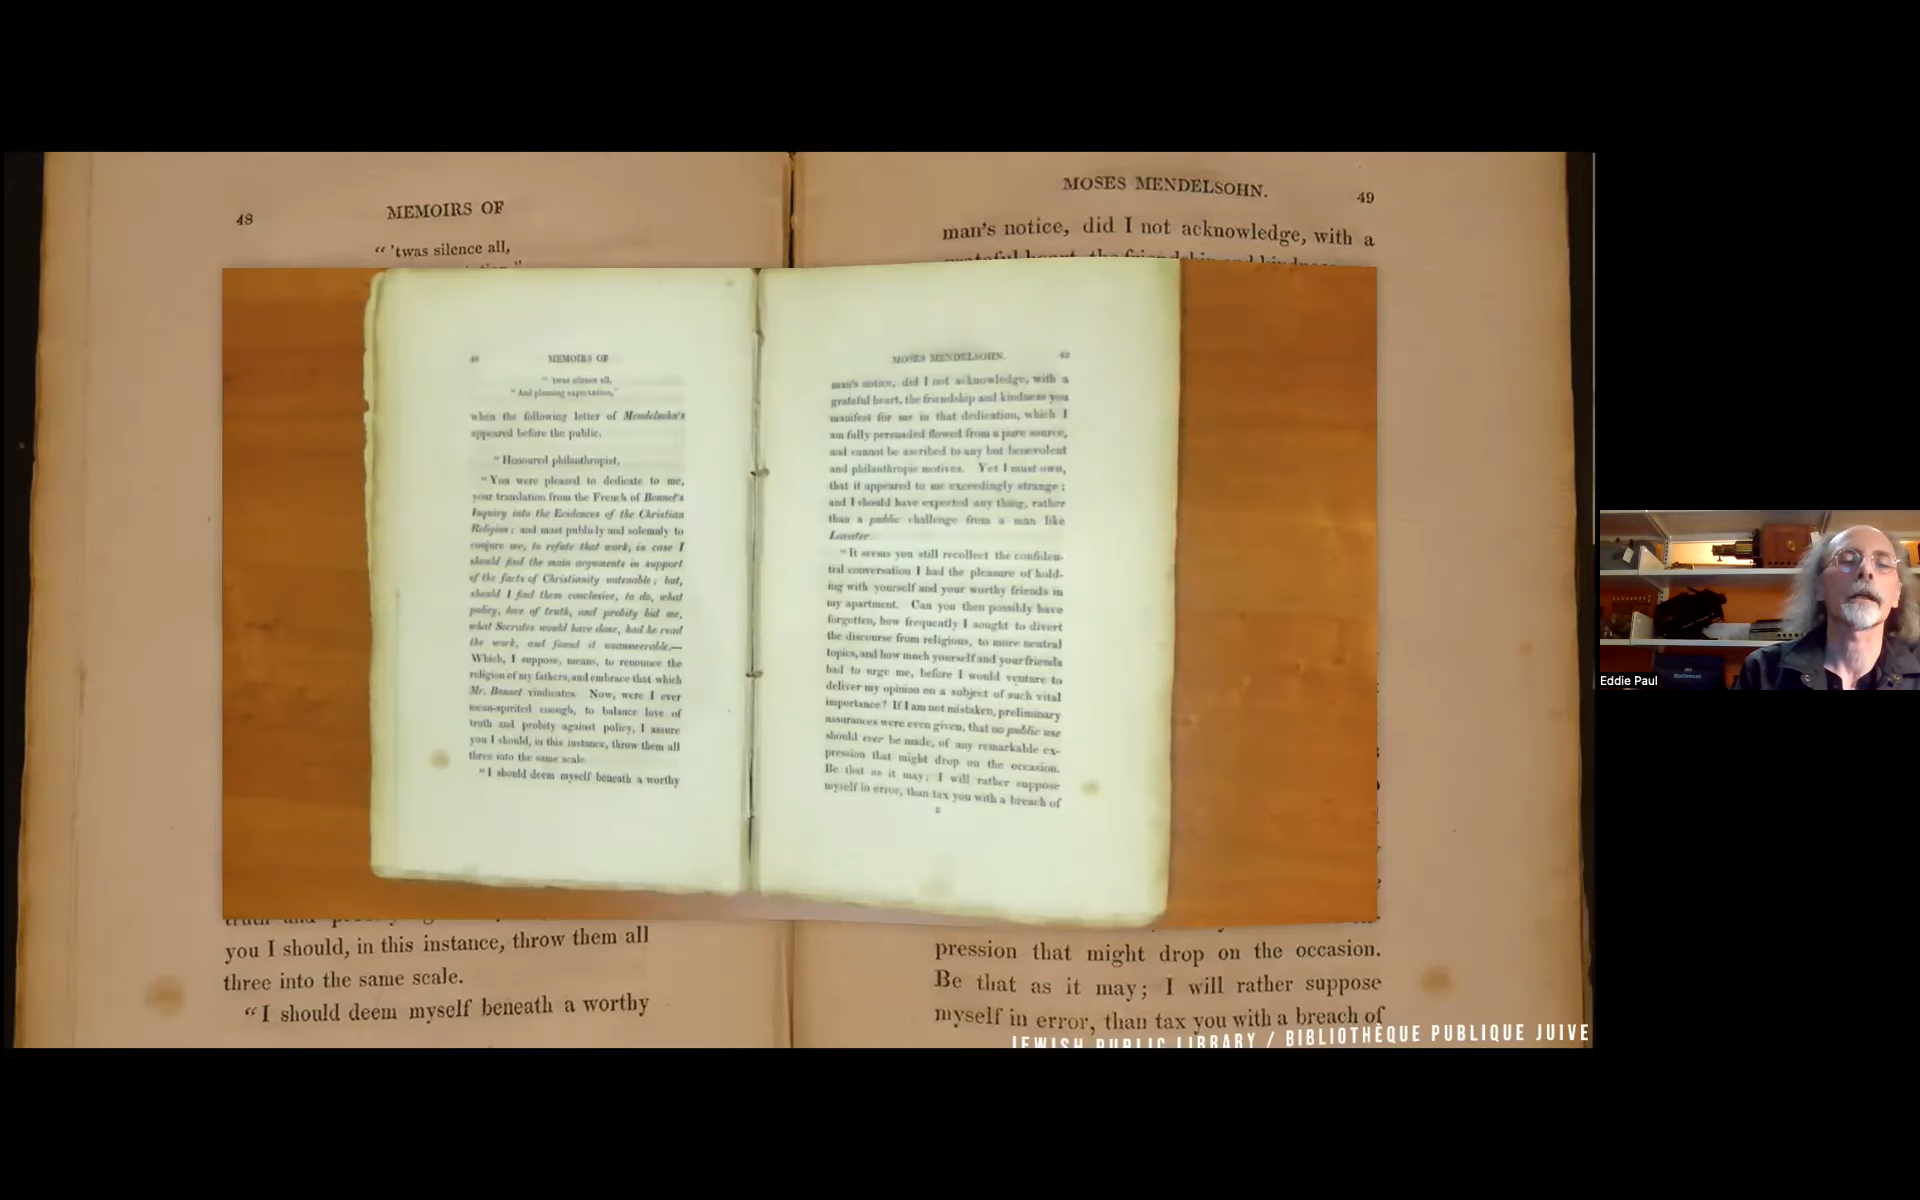 48
MEMOIRS OF
“ ’twas silence all,
MOSES MENDELSOHN.
49
man’s notice, did I not acknowledge, with a
grateful heart, the friendship and kindness
48
MEMOIRS OF
“ ’twas silence all,
“ And pleasing expectation,”
when the following letter of Mendelsohn’s
appeared before the public.
“ Honoured philanthropist,
“ You were pleased to dedicate to me,
your translation from the French of Bonnet’s
Inquiry into the Evidences of the Christian
Religion; and most publicly and solemnly to
conjure me, to refute that work, in case I
should find the main arguments in support
of the facts of Christianity untenable; but,
should I find them conclusive, to do, what
policy, love of truth, and probity bid me,
what Socrates would have done, had he read
the work, and found it unanswerable.—
Which, I suppose, means, to renounce the
religion of my fathers, and embrace that which
Mr. Bonnet vindicates. Now, were I ever
mean-spirited enough, to balance love of
truth and probity against policy, I assure
you I should, in this instance, throw them all
three into the same scale.
“I should deem myself beneath a worthy
MOSES MENDELSOHN.
man’s notice, did I not acknowledge, with a
grateful heart, the friendship and kindness you
manifest for me in that dedication, which I
am fully persuaded flowed from a pure source,
and cannot be ascribed to any but benevolent
and philanthropic motives. Yet I must own,
that it appeared to me exceedingly strange;
and I should have expected any thing, rather
than a public challenge from a man like
Lavater.
“It seems you still recollect the confiden-
tial conversation I had the pleasure of hold-
ing with yourself and your worthy friends in
my apartment. Can you then possibly have
forgotten, how frequently I sought to divert
the discourse from religious, to more neutral
topics, and how much yourself and your friends
had to urge me, before I would venture to
deliver my opinion on a subject of such vital
importance? If I am not mistaken, preliminary
assurances were even given, that no public use
should ever be made, of any remarkable ex-
pression that might drop on the occasion.
Be that as it may; I will rather suppose
myself in error, than tax you with a breach of
E
you I should, in this instance, throw them all
three into the same scale.
“I should deem myself beneath a worthy
pression that might drop on the occasion.
Be that as it may; I will rather suppose
myself in error, than tax you with a breach of
JEWISH PUBLIC LIBRARY / BIBLIOTHÈQUE PUBLIQUE JUIVE
Eddie Paul